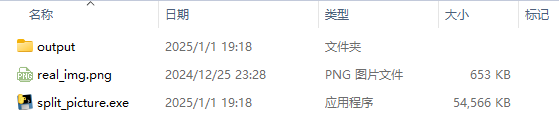 名称 日期 类型 大小 标记
output 2025/1/1 19:18 文件夹
real_img.png 2024/12/25 23:28 PNG 图片文件 653 KB
split_picture.exe 2025/1/1 19:18 应用程序 54,566 KB